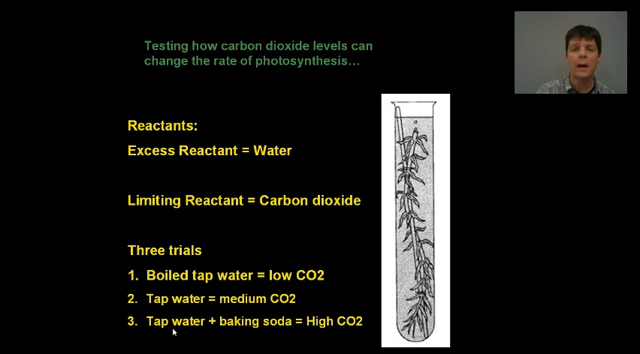 Testing how carbon dioxide levels can
change the rate of photosynthesis…
Reactants:
Excess Reactant = Water
Limiting Reactant = Carbon dioxide
Three trials
1. Boiled tap water = low CO2
2. Tap water = medium CO2
3. Tap water + baking soda = High CO2